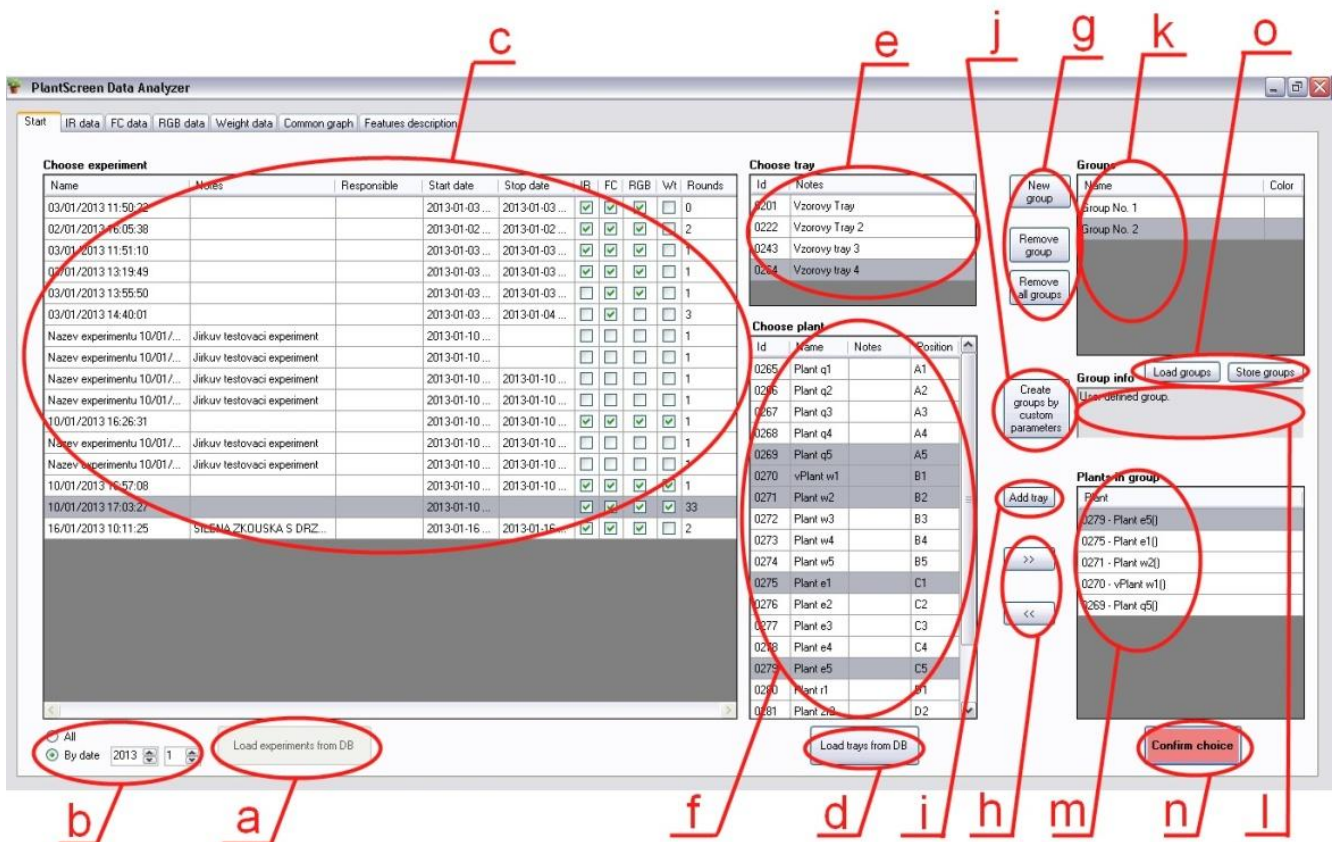 c
e
j
g
k
o
PlantScreen Data Analyzer
Start IR data FC data RGB data Weight data Common graph Features description
Choose experiment
Name Notes Responsible Start date Stop date IR FC RGB Wt Rounds
03/01/2013 11:50:22 2013-01-03 ... 2013-01-03 ... 0
02/01/2013 16:05:38 2013-01-02 ... 2013-01-02 ... 2
03/01/2013 11:51:10 2013-01-03 ... 2013-01-03 ... 1
03/01/2013 13:19:49 2013-01-03 ... 2013-01-03 ... 1
03/01/2013 13:55:50 2013-01-03 ... 2013-01-03 ... 1
03/01/2013 14:40:01 2013-01-03 ... 2013-01-04 ... 3
Nazev experimentu 10/01/... Jirkuv testovaci experiment 2013-01-10 ... 1
Nazev experimentu 10/01/... Jirkuv testovaci experiment 2013-01-10 ... 1
Nazev experimentu 10/01/... Jirkuv testovaci experiment 2013-01-10 ... 2013-01-10 ... 1
Nazev experimentu 10/01/... Jirkuv testovaci experiment 2013-01-10 ... 2013-01-10 ... 1
10/01/2013 16:26:31 2013-01-10 ... 2013-01-10 ... 1
Nazev experimentu 10/01/... Jirkuv testovaci experiment 2013-01-10 ... 2013-01-10 ... 1
Nazev experimentu 10/01/... Jirkuv testovaci experiment 2013-01-10 ... 2013-01-10 ... 1
10/01/2013 16:57:08 2013-01-10 ... 2013-01-10 ... 1
10/01/2013 17:03:27 2013-01-10 ... 33
16/01/2013 10:11:25 SILENA ZKOUSKA S DRZ... 2013-01-16 ... 2013-01-16 ... 2
All
By date 2013 1
Load experiments from DB
Choose tray
Id Notes
0201 Vzorovy Tray
0222 Vzorovy Tray 2
0243 Vzorovy tray 3
0264 Vzorovy tray 4
Choose plant
Id Name Notes Position
0265 Plant q1 A1
0266 Plant q2 A2
0267 Plant q3 A3
0268 Plant q4 A4
0269 Plant q5 A5
0270 vPlant w1 B1
0271 Plant w2 B2
0272 Plant w3 B3
0273 Plant w4 B4
0274 Plant w5 B5
0275 Plant e1 C1
0276 Plant e2 C2
0277 Plant e3 C3
0278 Plant e4 C4
0279 Plant e5 C5
0280 Plant r1 D1
0281 D2
Load trays from DB
New
group
Remove
group
Remove
all groups
Create
groups by
custom
parameters
Add tray
>>
<<
Groups
Name Color
Group No. 1
Group No. 2
Load groups Store groups
Group info
User defined group.
Plants in group
Plant
0279 - Plant e5()
0275 - Plant e1()
0271 - Plant w2()
0270 - vPlant w1()
0269 - Plant q5()
Confirm choice
b
a
f
d
i
h
m
n
l